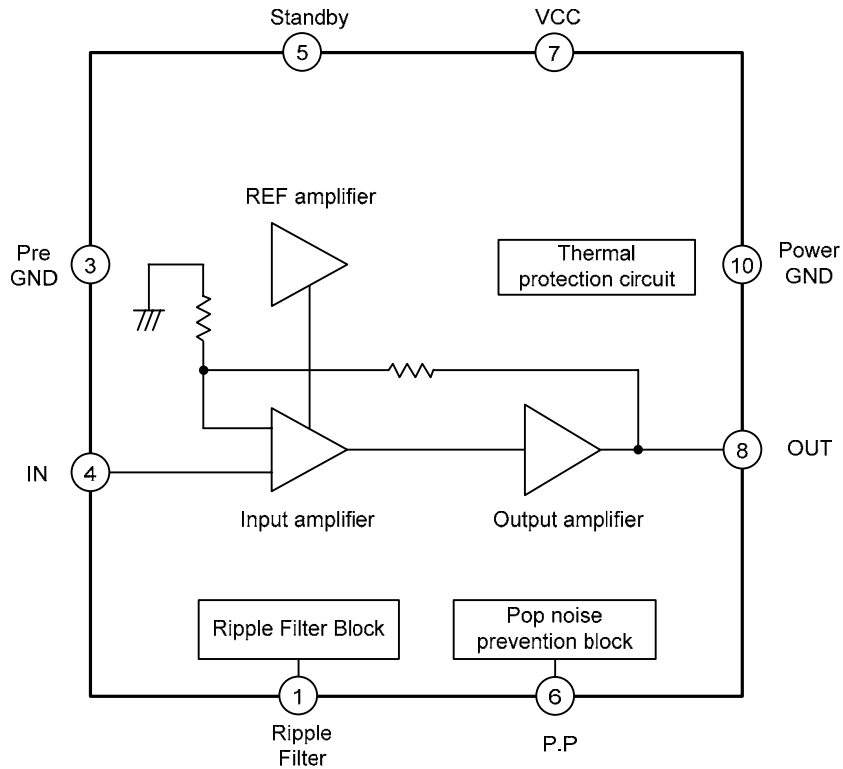 Standby
VCC
5
7
REF amplifier
Pre
GND
3
Thermal
protection circuit
10
Power
GND
IN
4
8
OUT
Input amplifier
Output amplifier
Ripple Filter Block
Pop noise
prevention block
1
6
Ripple
Filter
P.P